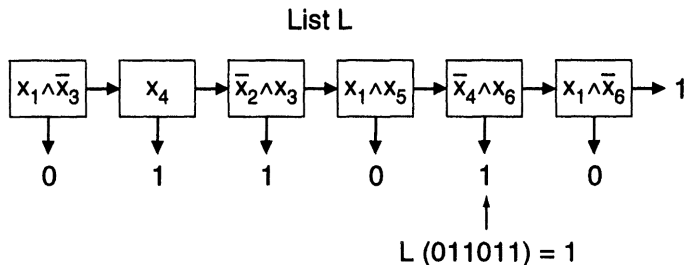 List L
x₁∧x̅₃ x₄ x̅₂∧x₃ x₁∧x₅ x̅₄∧x₆ x₁∧x̅₆ 1
0 1 1 0 1 0
L (011011) = 1